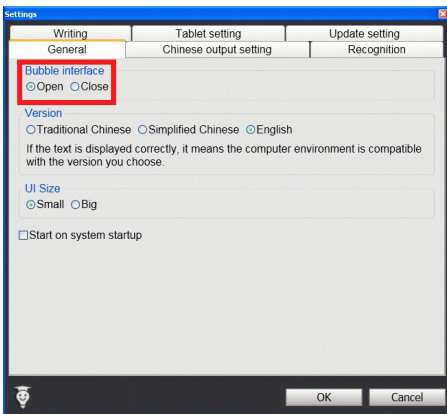 Settings
Writing Tablet setting Update setting
General Chinese output setting Recognition
Bubble interface
Open Close
Version
Traditional Chinese Simplified Chinese English
If the text is displayed correctly, it means the computer environment is compatible
with the version you choose.
UI Size
Small Big
Start on system startup
OK Cancel